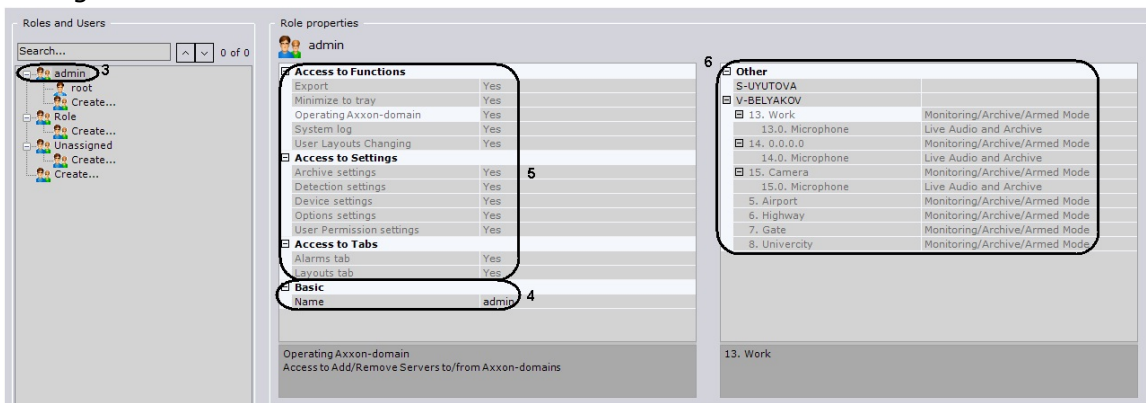 Roles and Users
Search...
0 of 0
admin 3
root
Create...
Role
Create...
Unassigned
Create...
Create...
Role properties
admin
Access to Functions
Export Yes
Minimize to tray Yes
Operating Axxon-domain Yes
System log Yes
User Layouts Changing Yes
Access to Settings
Archive settings Yes 5
Detection settings Yes
Device settings Yes
Options settings Yes
User Permission settings Yes
Access to Tabs
Alarms tab Yes
Layouts tab Yes
Basic
Name admin 4
Operating Axxon-domain
Access to Add/Remove Servers to/from Axxon-domains
6
Other
S-UYUTOVA
V-BELYAKOV
13. Work Monitoring/Archive/Armed Mode
13.0. Microphone Live Audio and Archive
14. 0.0.0.0 Monitoring/Archive/Armed Mode
14.0. Microphone Live Audio and Archive
15. Camera Monitoring/Archive/Armed Mode
15.0. Microphone Live Audio and Archive
5. Airport Monitoring/Archive/Armed Mode
6. Highway Monitoring/Archive/Armed Mode
7. Gate Monitoring/Archive/Armed Mode
8. Univercity Monitoring/Archive/Armed Mode
13. Work